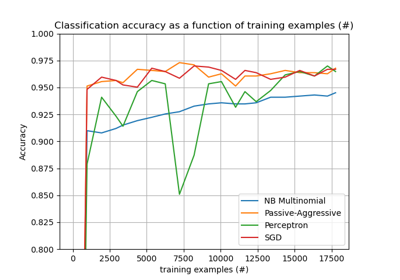 Classification accuracy as a function of training examples (#)
1.000
0.975
0.950
0.925
0.900
0.875
0.850
0.825
0.800
Accuracy
NB Multinomial
Passive-Aggressive
Perceptron
SGD
0 2500 5000 7500 10000 12500 15000 17500
training examples (#)